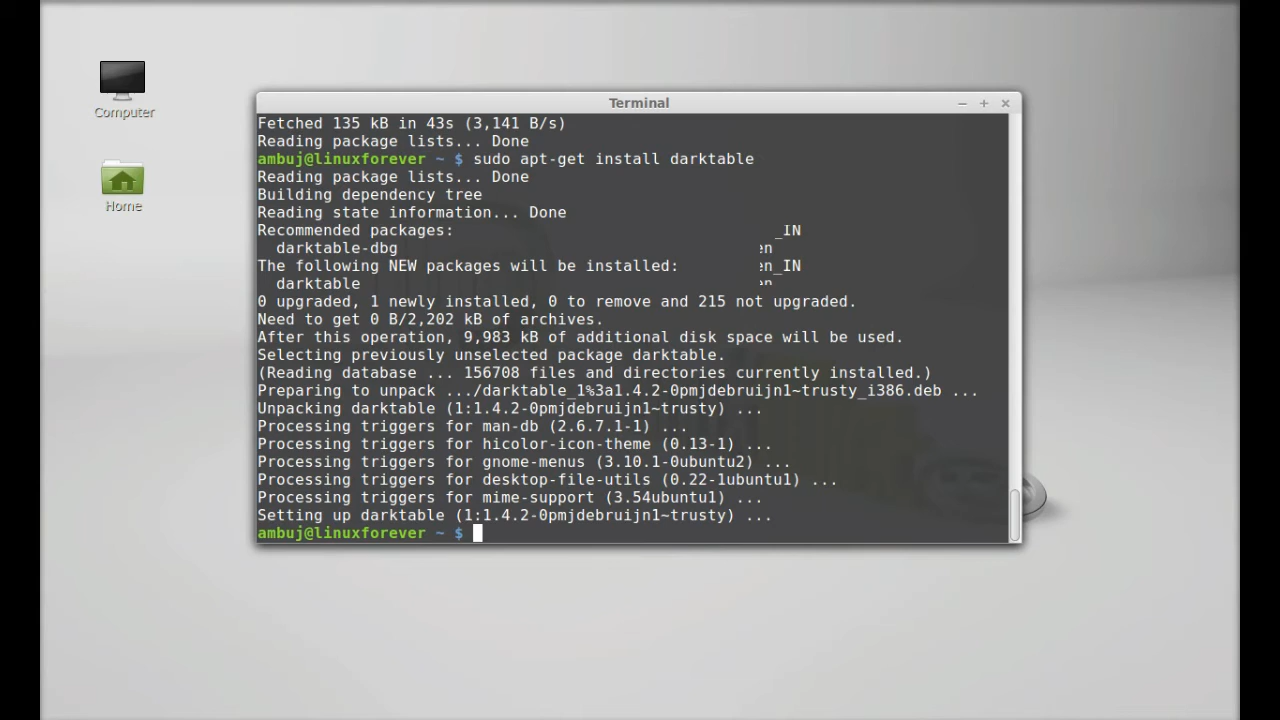 Computer
Home
Terminal
Fetched 135 kB in 43s (3,141 B/s)
Reading package lists... Done
ambuj@linuxforever ~ $ sudo apt-get install darktable
Reading package lists... Done
Building dependency tree
Reading state information... Done
Recommended packages: _IN
darktable-dbg en
The following NEW packages will be installed: en_IN
darktable en
0 upgraded, 1 newly installed, 0 to remove and 215 not upgraded.
Need to get 0 B/2,202 kB of archives.
After this operation, 9,983 kB of additional disk space will be used.
Selecting previously unselected package darktable.
(Reading database ... 156708 files and directories currently installed.)
Preparing to unpack .../darktable_1%3a1.4.2-0pmjdebruijn1~trusty_i386.deb ...
Unpacking darktable (1:1.4.2-0pmjdebruijn1~trusty) ...
Processing triggers for man-db (2.6.7.1-1) ...
Processing triggers for hicolor-icon-theme (0.13-1) ...
Processing triggers for gnome-menus (3.10.1-0ubuntu2) ...
Processing triggers for desktop-file-utils (0.22-1ubuntu1) ...
Processing triggers for mime-support (3.54ubuntu1) ...
Setting up darktable (1:1.4.2-0pmjdebruijn1~trusty) ...
ambuj@linuxforever ~ $